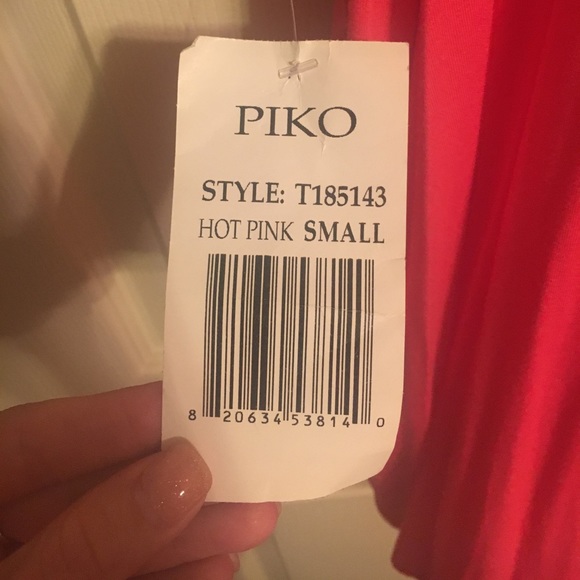 PIKO
STYLE: T185143
HOT PINK SMALL
8 20634 53814 0